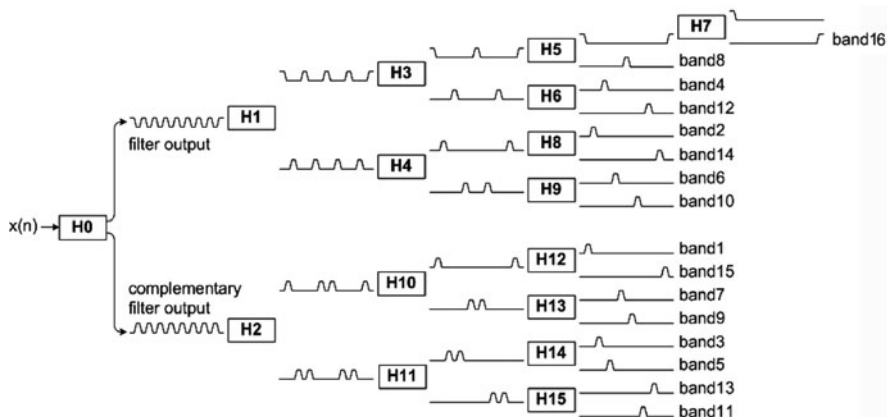 H7
band16
H5
band8
H3
band4
H6
band12
H1
filter output
band2
H8
band14
H4
band6
H9
band10
x(n)
H0
band1
H12
band15
complementary
filter output
H10
band7
H13
band9
H2
band3
H14
band5
H11
band13
H15
band11